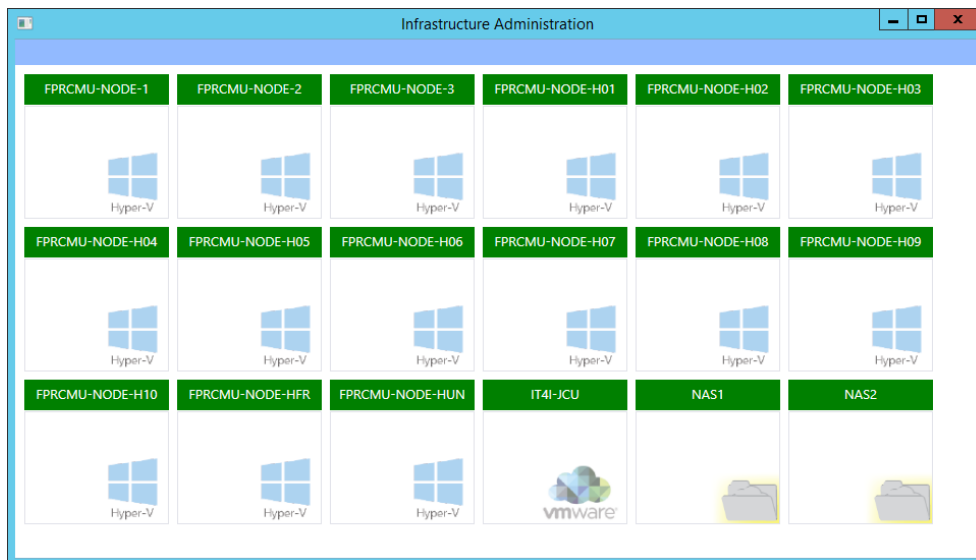 Infrastructure Administration
FPRCMU-NODE-1 FPRCMU-NODE-2 FPRCMU-NODE-3 FPRCMU-NODE-H01 FPRCMU-NODE-H02 FPRCMU-NODE-H03
Hyper-V Hyper-V Hyper-V Hyper-V Hyper-V Hyper-V
FPRCMU-NODE-H04 FPRCMU-NODE-H05 FPRCMU-NODE-H06 FPRCMU-NODE-H07 FPRCMU-NODE-H08 FPRCMU-NODE-H09
Hyper-V Hyper-V Hyper-V Hyper-V Hyper-V Hyper-V
FPRCMU-NODE-H10 FPRCMU-NODE-HFR FPRCMU-NODE-HUN IT4I-JCU NAS1 NAS2
Hyper-V Hyper-V Hyper-V vmware